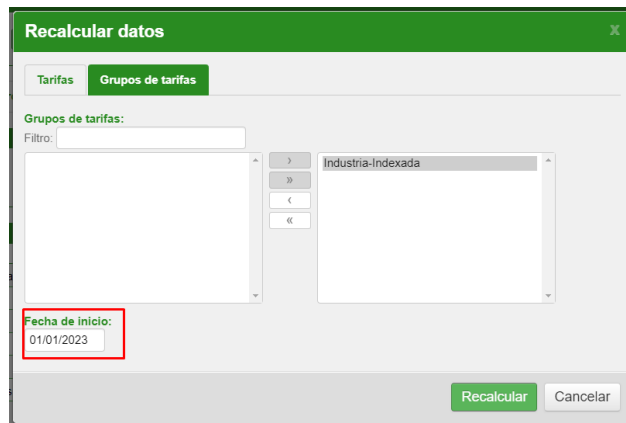 Recalcular datos
x
Tarifas
Grupos de tarifas
Grupos de tarifas:
Filtro:
Industria-Indexada
Fecha de inicio:
01/01/2023
Recalcular
Cancelar